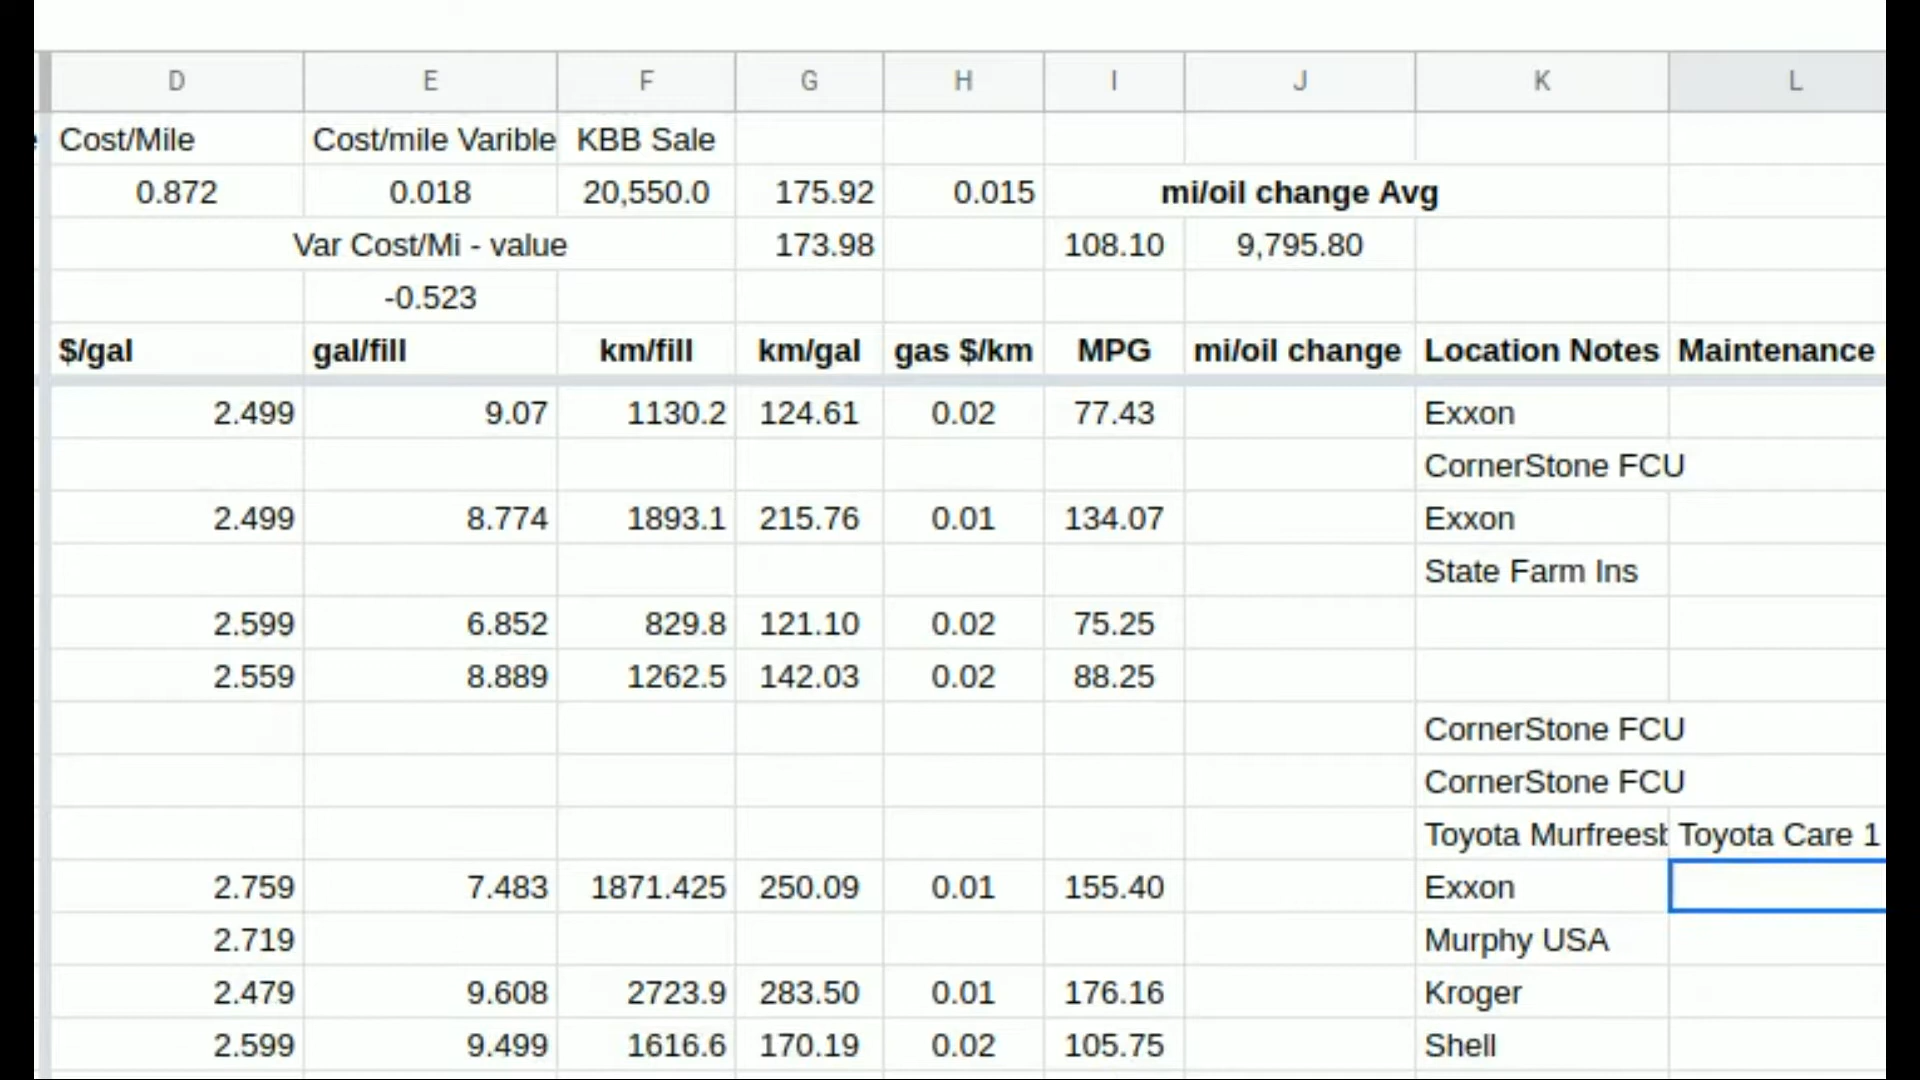 D E F G H I J K L
Cost/Mile Cost/mile Varible KBB Sale
0.872 0.018 20,550.0 175.92 0.015 mi/oil change Avg
Var Cost/Mi - value 173.98 108.10 9,795.80
-0.523
$/gal gal/fill km/fill km/gal gas $/km MPG mi/oil change Location Notes Maintenance
2.499 9.07 1130.2 124.61 0.02 77.43 Exxon
CornerStone FCU
2.499 8.774 1893.1 215.76 0.01 134.07 Exxon
State Farm Ins
2.599 6.852 829.8 121.10 0.02 75.25
2.559 8.889 1262.5 142.03 0.02 88.25
CornerStone FCU
CornerStone FCU
Toyota Murfreesb Toyota Care 1
2.759 7.483 1871.425 250.09 0.01 155.40 Exxon
2.719 Murphy USA
2.479 9.608 2723.9 283.50 0.01 176.16 Kroger
2.599 9.499 1616.6 170.19 0.02 105.75 Shell